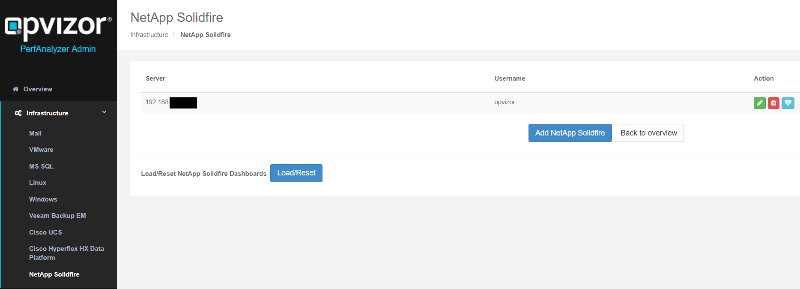 opvizor®
PerfAnalyzer Admin
Overview
Infrastructure
Mail
VMware
MS SQL
Linux
Windows
Veeam Backup EM
Cisco UCS
Cisco Hyperflex HX Data
Platform
NetApp Solidfire
NetApp Solidfire
Infrastructure / NetApp Solidfire
Server Username Action
192.168 opvizor
Add NetApp Solidfire Back to overview
Load/Reset NetApp Solidfire Dashboards Load/Reset